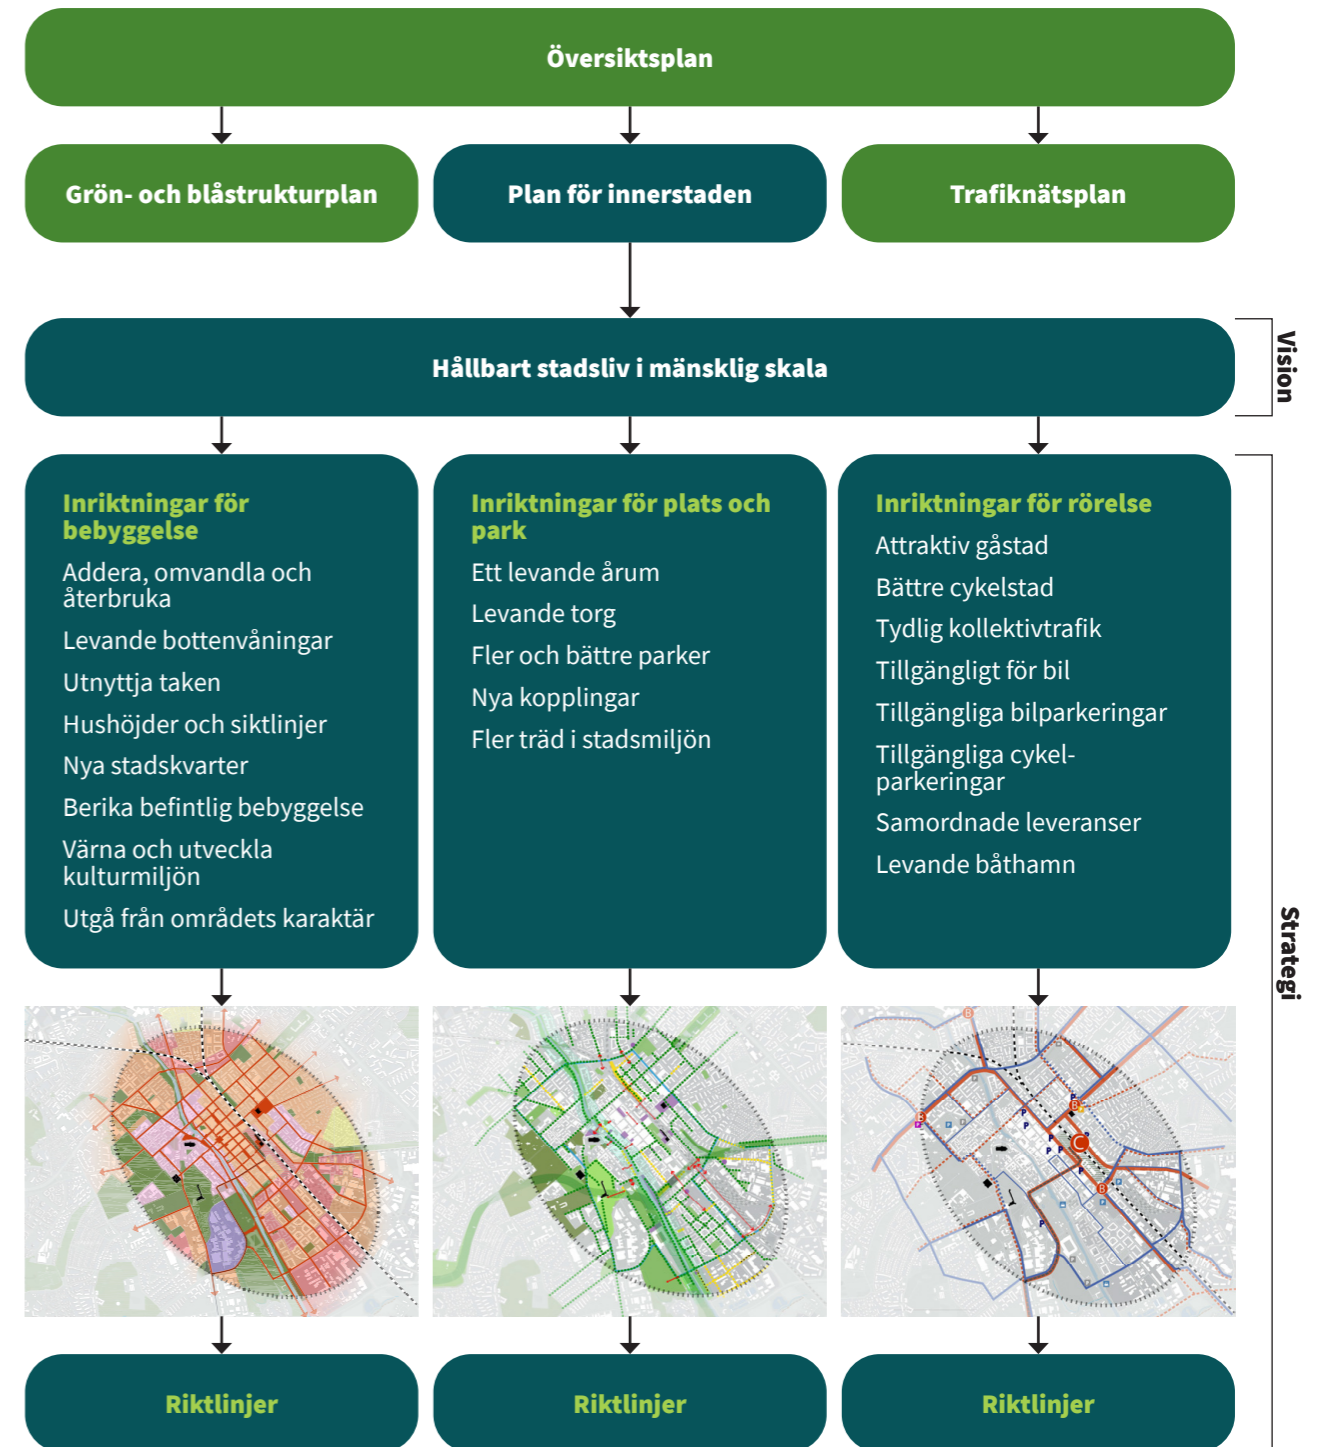 Översiktsplan
Grön- och blåstrukturplan
Plan för innerstaden
Trafiknätsplan
Hållbart stadsliv i mänsklig skala
Vision
Inriktningar för
bebyggelse
Addera, omvandla och
återbruka
Levande bottenvåningar
Utnyttja taken
Hushöjder och siktlinjer
Nya stadskvarter
Berika befintlig bebyggelse
Värna och utveckla
kulturmiljön
Utgå från områdets karaktär
Inriktningar för plats och
park
Ett levande årum
Levande torg
Fler och bättre parker
Nya kopplingar
Fler träd i stadsmiljön
Inriktningar för rörelse
Attraktiv gåstad
Bättre cykelstad
Tydlig kollektivtrafik
Tillgängligt för bil
Tillgängliga bilparkeringar
Tillgängliga cykel-
parkeringar
Samordnade leveranser
Levande båthamn
Strategi
B
B
B
C
B
P
P
P
P
P
P
P
Riktlinjer
Riktlinjer
Riktlinjer